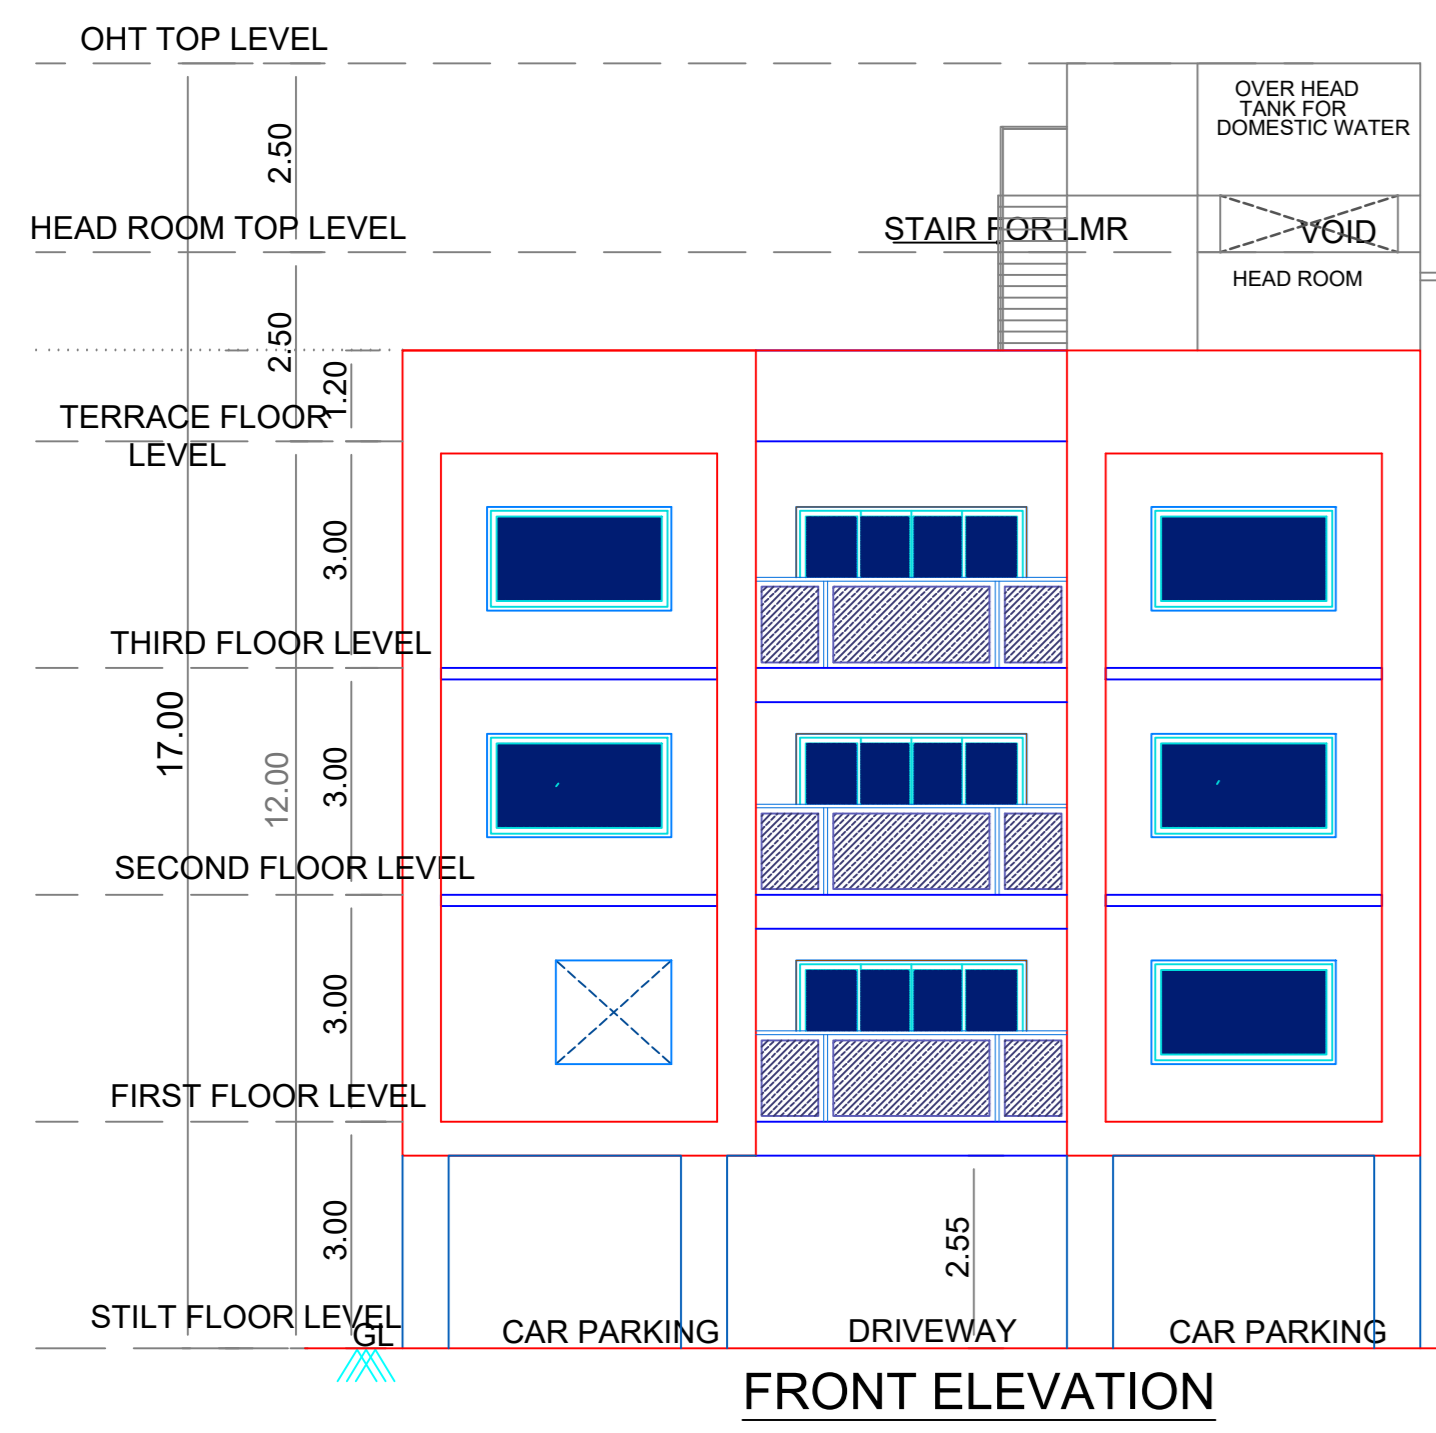 OHT TOP LEVEL
OVER HEAD
TANK FOR
DOMESTIC WATER
2.50
HEAD ROOM TOP LEVEL
STAIR FOR LMR
VOID
HEAD ROOM
2.50
1.20
TERRACE FLOOR
LEVEL
3.00
THIRD FLOOR LEVEL
17.00
12.00
3.00
SECOND FLOOR LEVEL
3.00
FIRST FLOOR LEVEL
3.00
2.55
STILT FLOOR LEVEL
GL
CAR PARKING
DRIVEWAY
CAR PARKING
FRONT ELEVATION